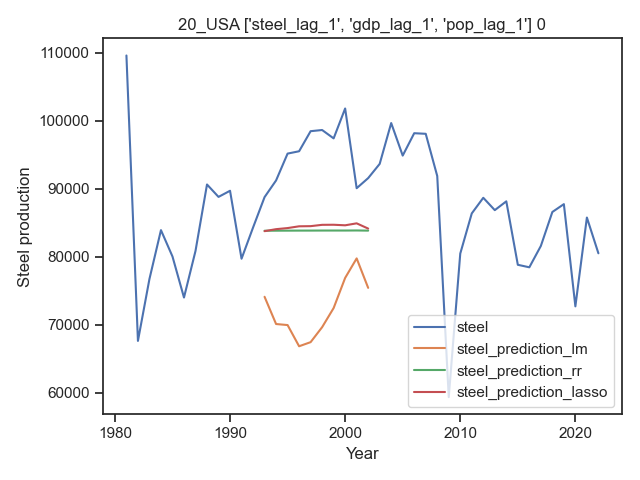 20_USA ['steel_lag_1', 'gdp_lag_1', 'pop_lag_1'] 0
Steel production
110000
100000
90000
80000
70000
60000
steel
steel_prediction_lm
steel_prediction_rr
steel_prediction_lasso
1980 1990 2000 2010 2020
Year